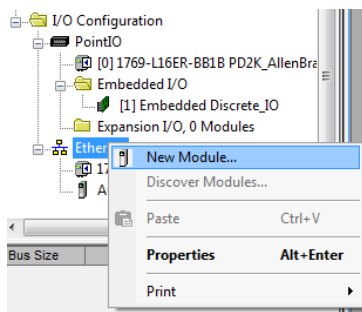 I/O Configuration
PointIO
[0] 1769-L16ER-BB1B PD2K_AllenBra
Embedded I/O
[1] Embedded Discrete_IO
Expansion I/O, 0 Modules
Ether
17
A
New Module...
Discover Modules...
Paste Ctrl+V
Properties Alt+Enter
Print
Bus Size